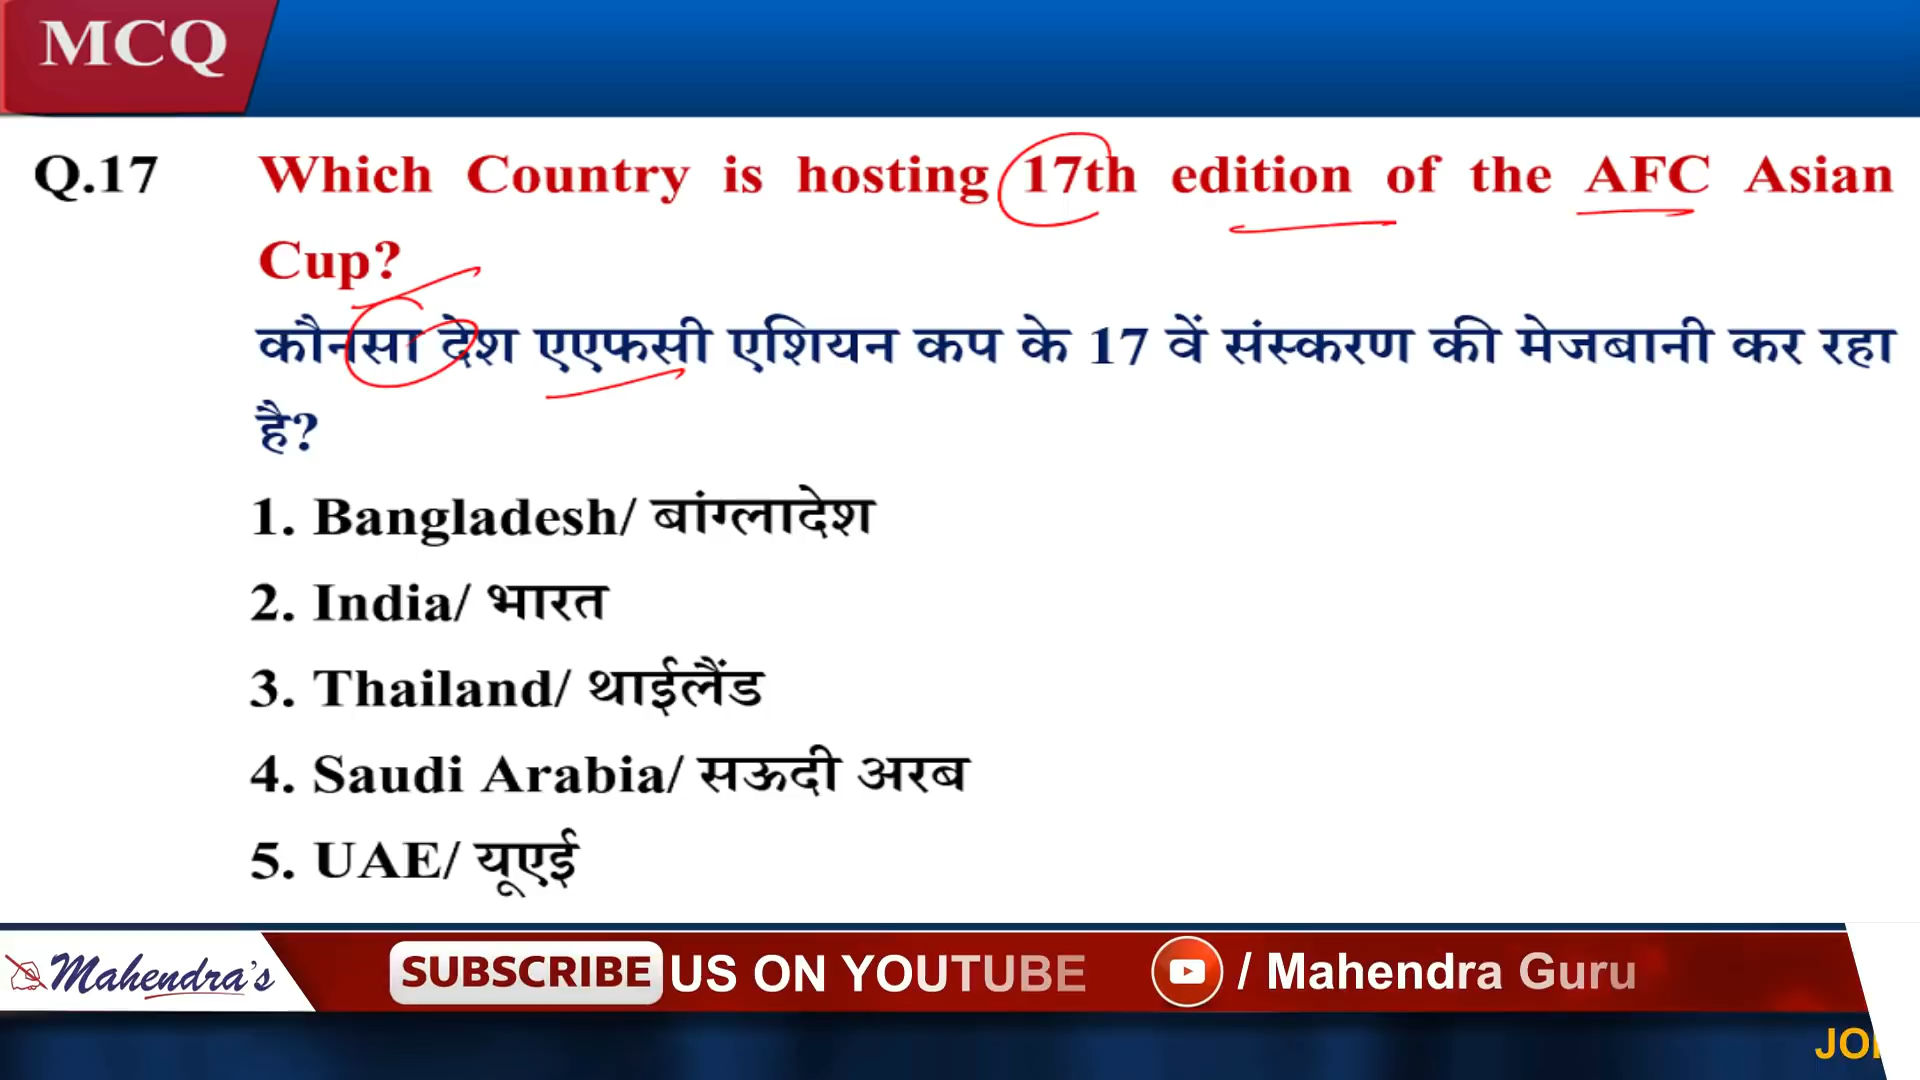 MCQ
Q.17 Which Country is hosting 17th edition of the AFC Asian
Cup?
कौनसा देश एएफसी एशियन कप के 17 वें संस्करण की मेजबानी कर रहा
है?
1. Bangladesh/ बांग्लादेश
2. India/ भारत
3. Thailand/ थाईलैंड
4. Saudi Arabia/ सऊदी अरब
5. UAE/ यूएई
Mahendra's SUBSCRIBE US ON YOUTUBE / Mahendra Guru